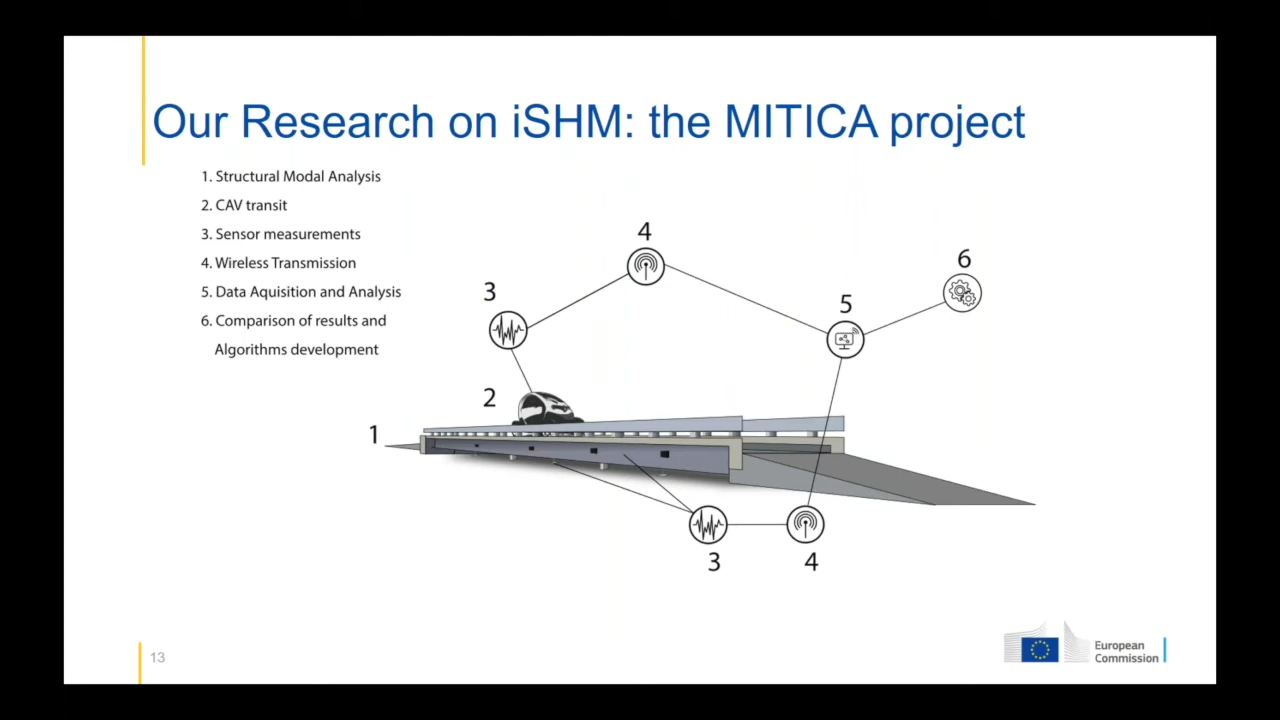 Our Research on iSHM: the MITICA project
1. Structural Modal Analysis
2. CAV transit
3. Sensor measurements
4. Wireless Transmission
5. Data Aquisition and Analysis
6. Comparison of results and
Algorithms development
4
6
3
5
2
1
3
4
13
European
Commission